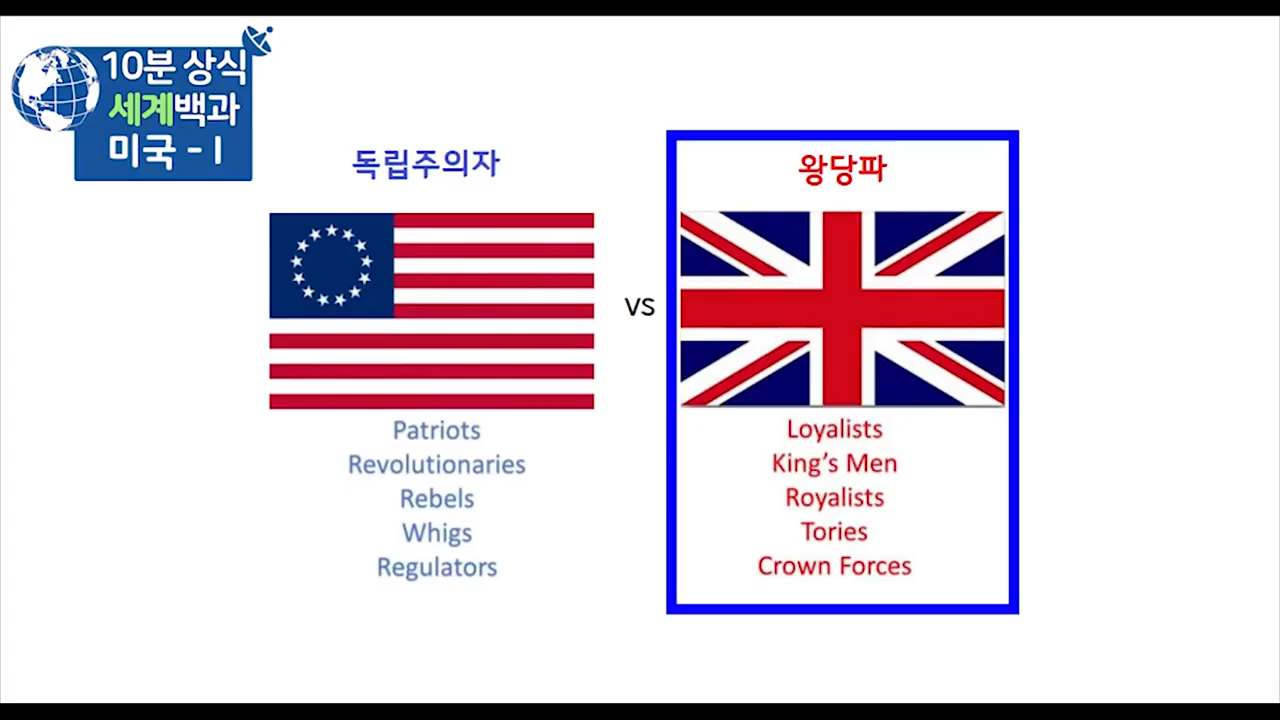 10분 상식
세계백과
미국 - I
독립주의자
Patriots
Revolutionaries
Rebels
Whigs
Regulators
vs
왕당파
Loyalists
King’s Men
Royalists
Tories
Crown Forces